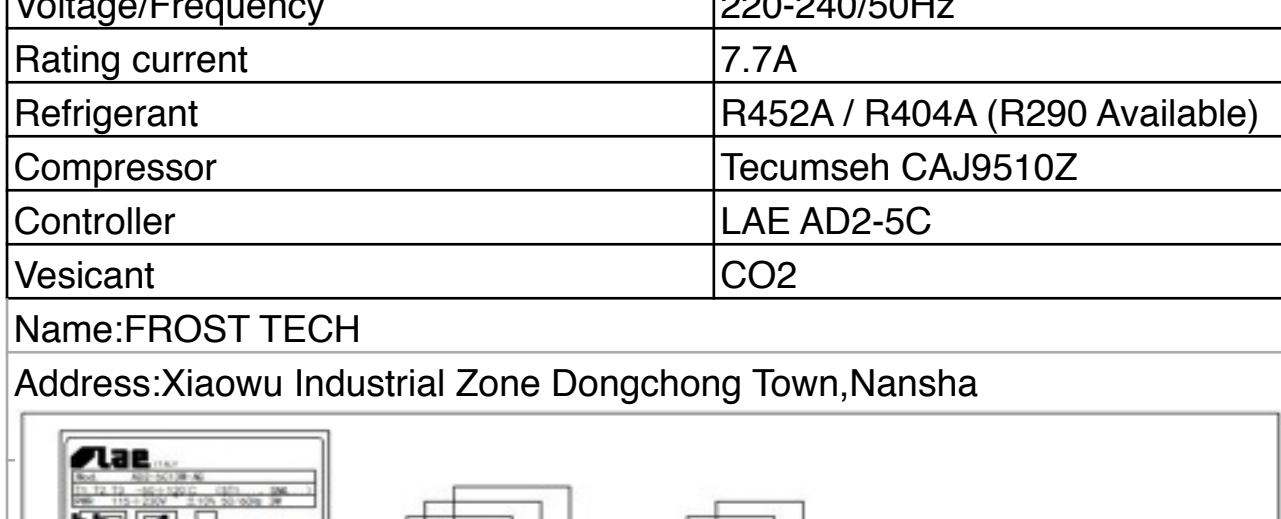 Voltage/Frequency 220-240/50Hz
Rating current 7.7A
Refrigerant R452A / R404A (R290 Available)
Compressor Tecumseh CAJ9510Z
Controller LAE AD2-5C
Vesicant CO2
Name:FROST TECH
Address:Xiaowu Industrial Zone Dongchong Town,Nansha
lae ITALY